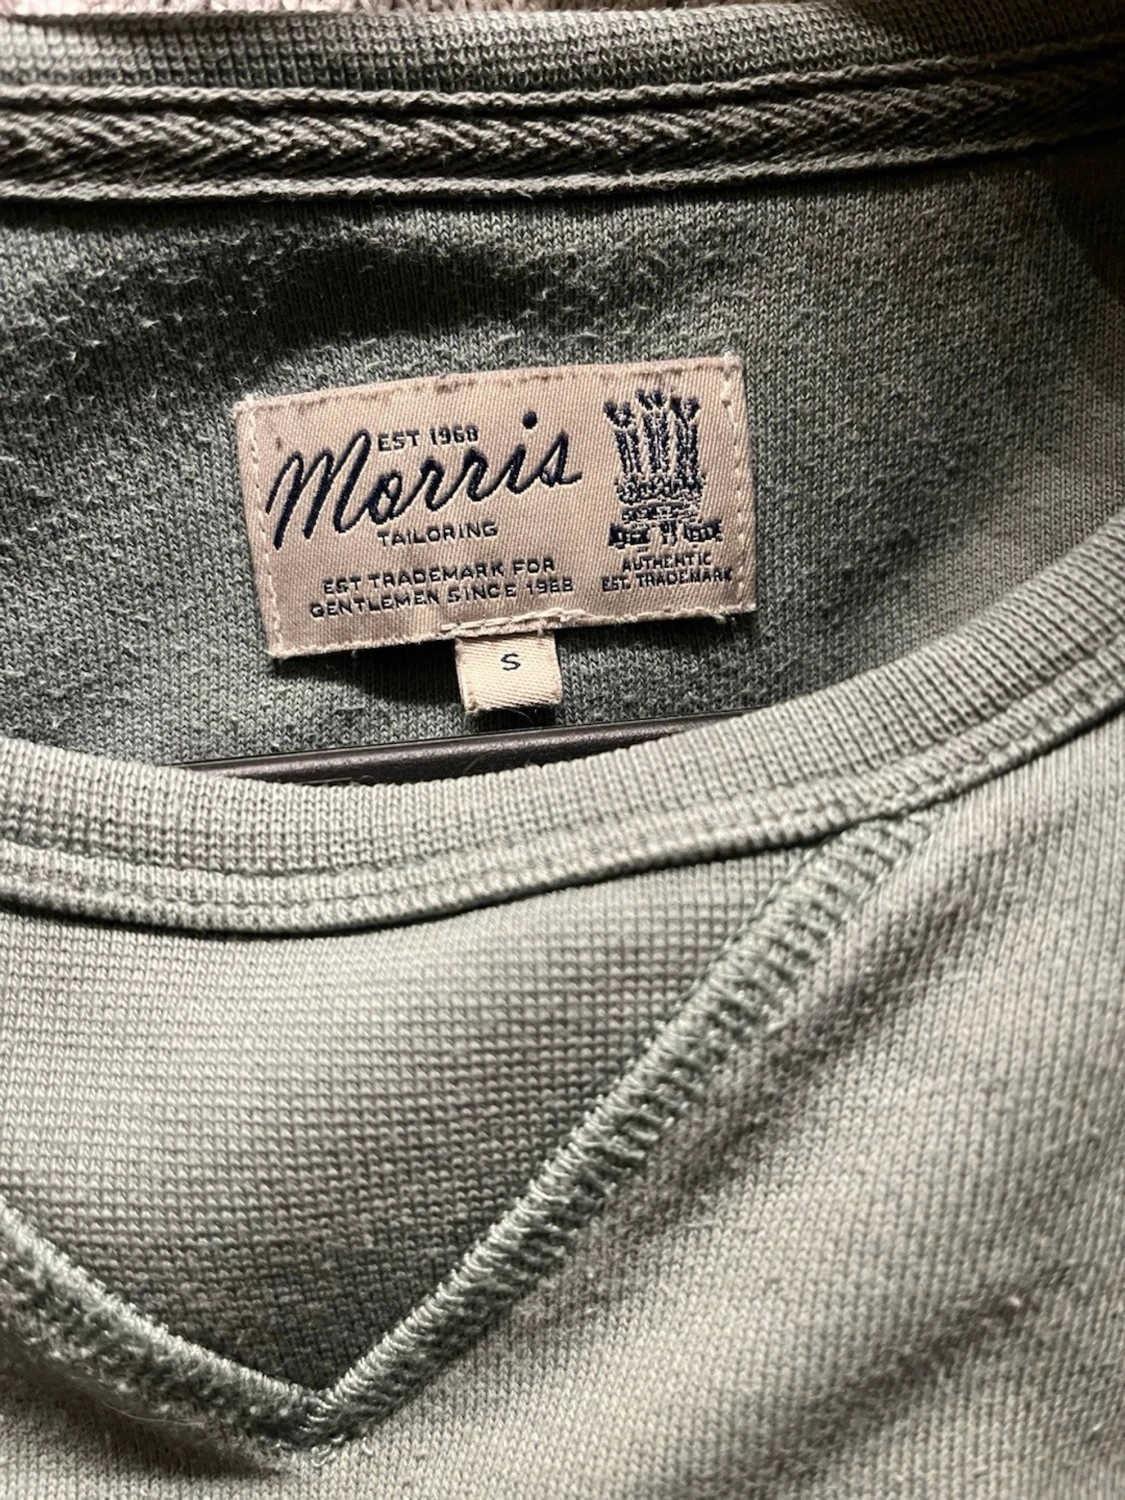 EST 1968
Morris
TAILORING
EST TRADEMARK FOR
GENTLEMEN SINCE 1968
AUTHENTIC
EST. TRADEMARK
S